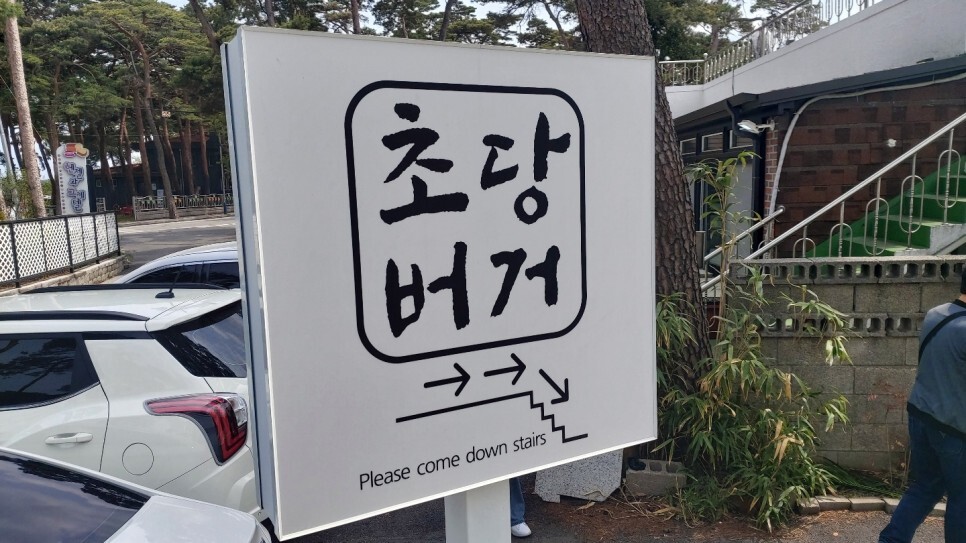 초당
버거
Please come down stairs